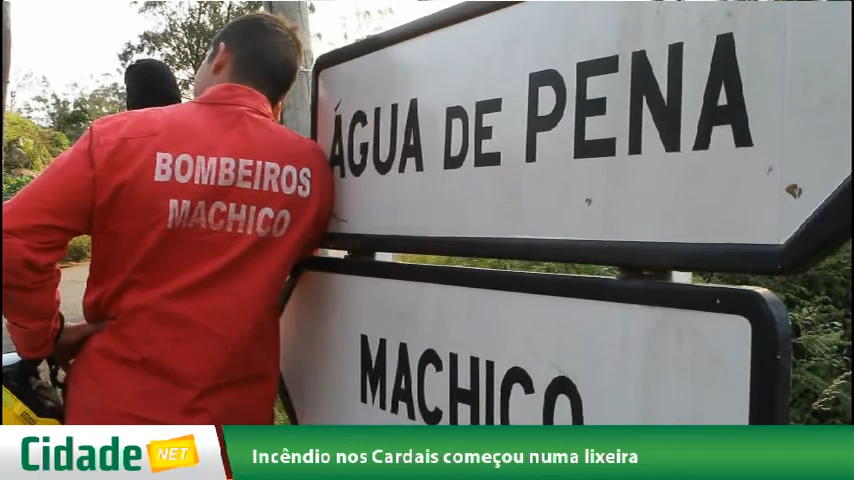 ÁGUA DE PENA
BOMBEIROS
MACHICO
MACHICO
Cidade NET
Incêndio nos Cardais começou numa lixeira